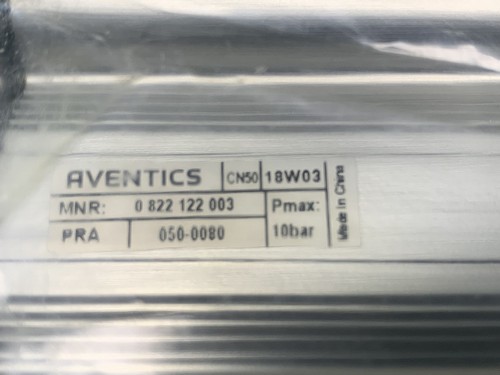 AVENTICS CN50 18W03
MNR: 0 822 122 003 Pmax:
PRA 050-0080 10bar
Made in China